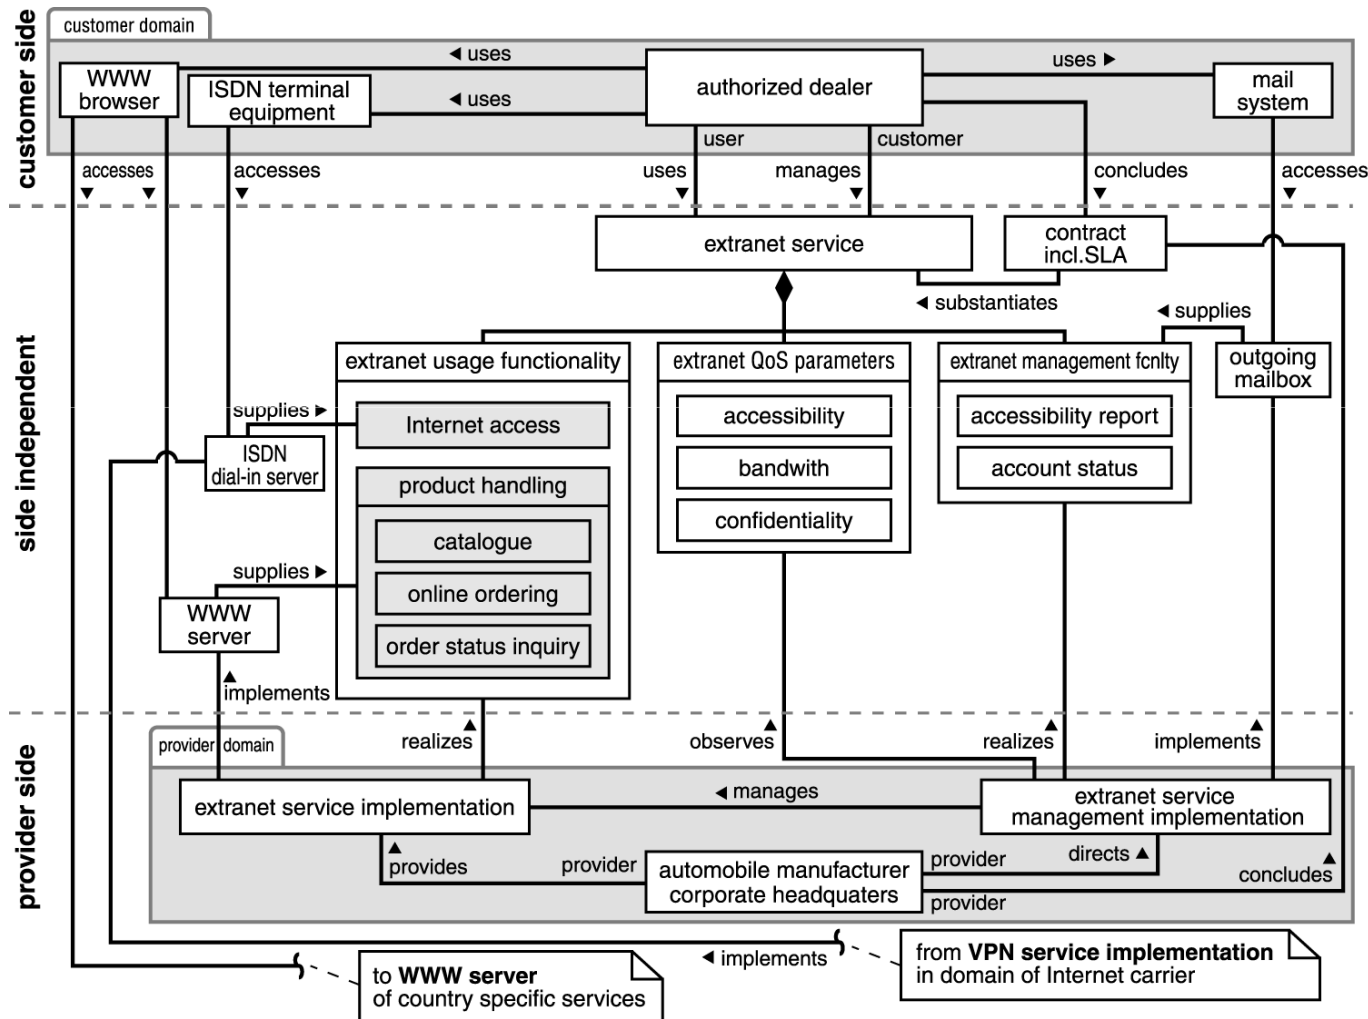 customer side
customer domain
◄ uses
uses ►
WWW
browser
ISDN terminal
equipment
◄ uses
authorized dealer
mail
system
user
customer
accesses
accesses
uses
manages
concludes
accesses
extranet service
contract
incl.SLA
◄ substantiates
◄ supplies
side independent
extranet usage functionality
extranet QoS parameters
extranet management fcnlty
outgoing
mailbox
supplies ►
Internet access
accessibility
accessibility report
ISDN
dial-in server
bandwith
account status
product handling
confidentiality
catalogue
supplies ►
online ordering
WWW
server
order status inquiry
implements
provider side
provider domain
realizes
observes
realizes
implements
extranet service implementation
◄ manages
extranet service
management implementation
provides
provider
automobile manufacturer
corporate headquaters
provider
directs
concludes
provider
◄ implements
to WWW server
of country specific services
from VPN service implementation
in domain of Internet carrier